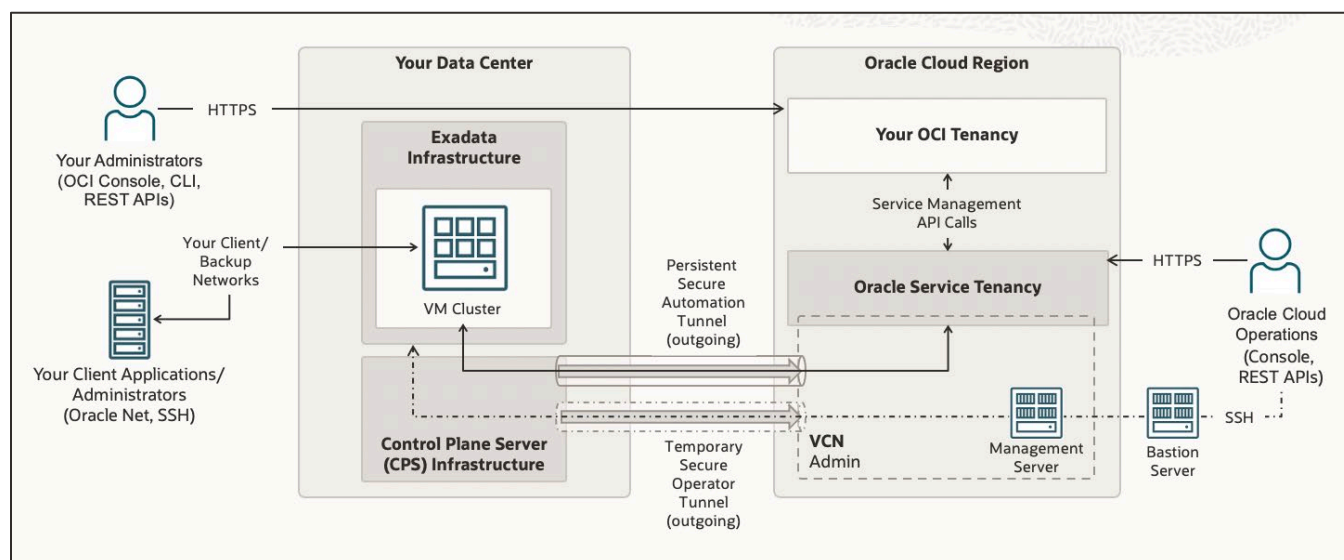 Your Data Center
Oracle Cloud Region
HTTPS
Your Administrators
(OCI Console, CLI,
REST APIs)
Exadata
Infrastructure
Your OCI Tenancy
Service Management
API Calls
Your Client/
Backup
Networks
VM Cluster
Persistent
Secure
Automation
Tunnel
(outgoing)
Oracle Service Tenancy
HTTPS
Oracle Cloud
Operations
(Console,
REST APIs)
Your Client Applications/
Administrators
(Oracle Net, SSH)
Control Plane Server
(CPS) Infrastructure
Temporary
Secure
Operator
Tunnel
(outgoing)
VCN
Admin
Management
Server
Bastion
Server
SSH